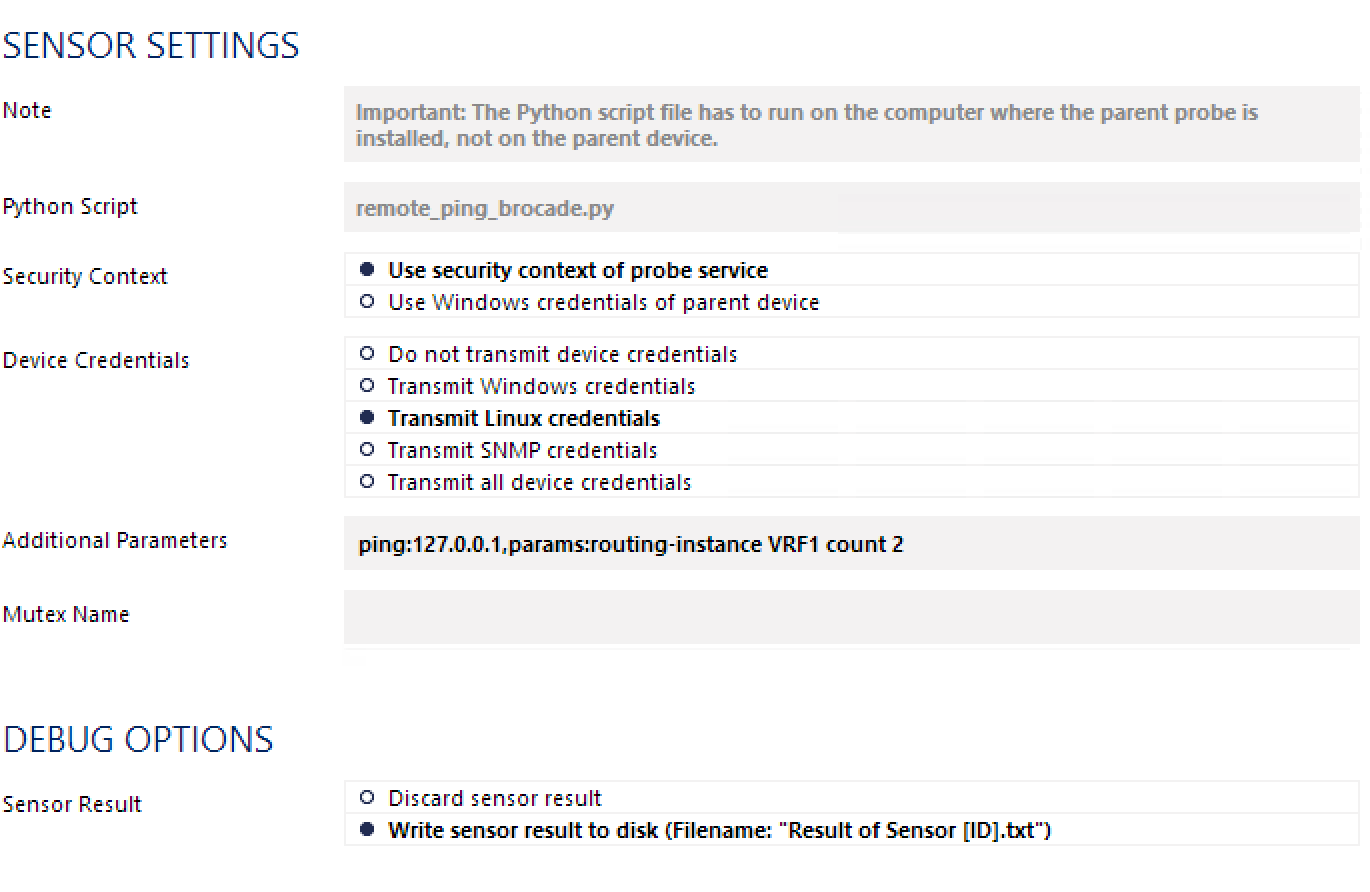 SENSOR SETTINGS
Note
Important: The Python script file has to run on the computer where the parent probe is
installed, not on the parent device.
Python Script
remote_ping_brocade.py
Security Context
Use security context of probe service
Use Windows credentials of parent device
Device Credentials
Do not transmit device credentials
Transmit Windows credentials
Transmit Linux credentials
Transmit SNMP credentials
Transmit all device credentials
Additional Parameters
ping:127.0.0.1,params:routing-instance VRF1 count 2
Mutex Name
DEBUG OPTIONS
Sensor Result
Discard sensor result
Write sensor result to disk (Filename: "Result of Sensor [ID].txt")